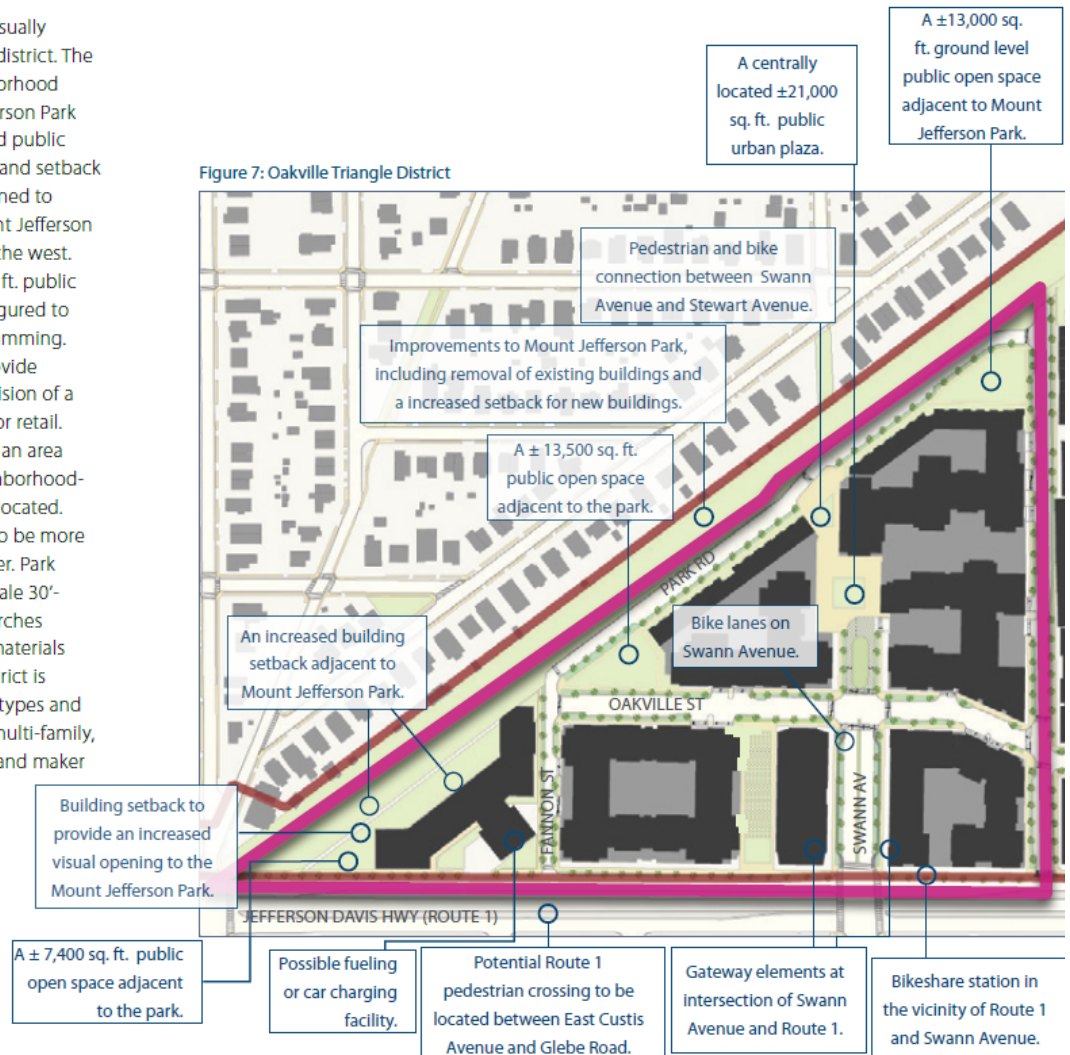 sually
district. The
orhood
rson Park
d public
and setback
ned to
nt Jefferson
the west.
ft. public
gured to
mming.
ovide
ision of a
or retail.
an area
hborhood-
located.
o be more
er. Park
ale 30'-
rches
naterials
rict is
types and
nulti-family,
and maker
Figure 7: Oakville Triangle District
A centrally
located ±21,000
sq. ft. public
urban plaza.
A ±13,000 sq.
ft. ground level
public open space
adjacent to Mount
Jefferson Park.
Pedestrian and bike
connection between Swann
Avenue and Stewart Avenue.
Improvements to Mount Jefferson Park,
including removal of existing buildings and
a increased setback for new buildings.
A ± 13,500 sq. ft.
public open space
adjacent to the park.
PARK RD
An increased building
setback adjacent to
Mount Jefferson Park.
Bike lanes on
Swann Avenue.
OAKVILLE ST
FANNON ST
SWANN AV
Building setback to
provide an increased
visual opening to the
Mount Jefferson Park.
JEFFERSON DAVIS HWY (ROUTE 1)
A ± 7,400 sq. ft. public
open space adjacent
to the park.
Possible fueling
or car charging
facility.
Potential Route 1
pedestrian crossing to be
located between East Custis
Avenue and Glebe Road.
Gateway elements at
intersection of Swann
Avenue and Route 1.
Bikeshare station in
the vicinity of Route 1
and Swann Avenue.